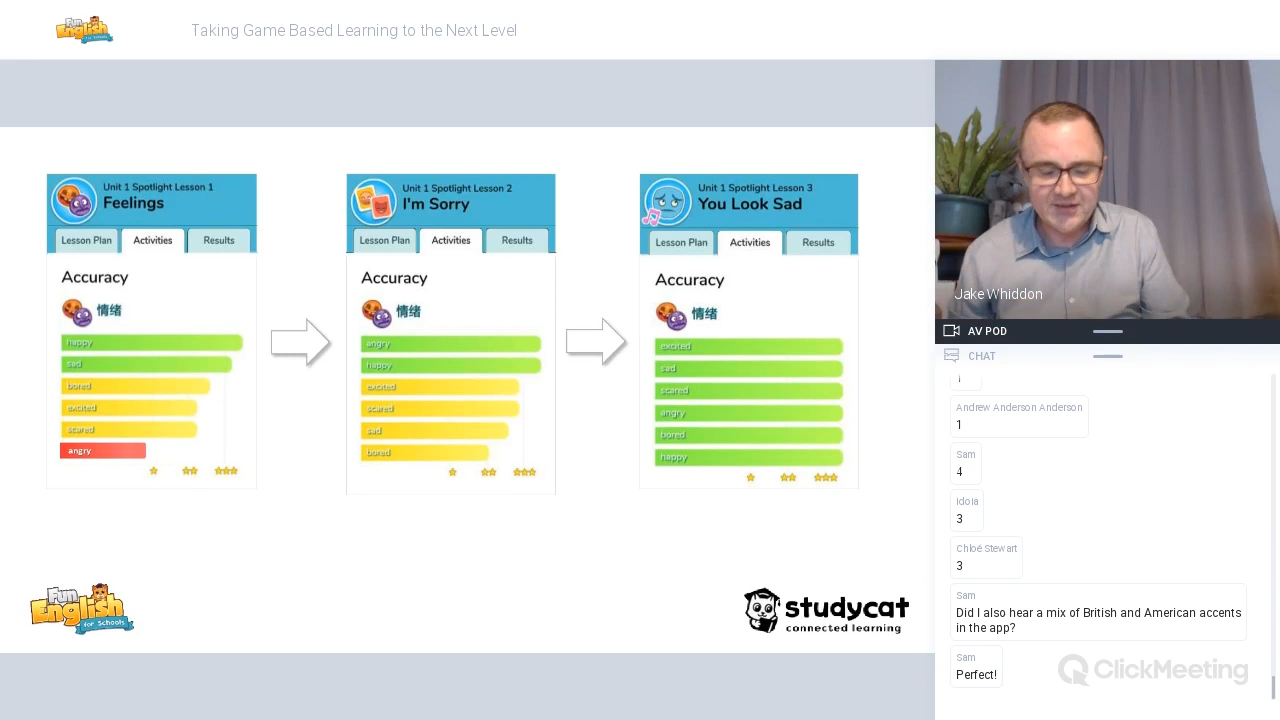 Fun English for Schools
Taking Game Based Learning to the Next Level
Unit 1 Spotlight Lesson 1
Feelings
Lesson Plan
Activities
Results
Accuracy
情绪
happy
sad
bored
excited
scared
angry
Unit 1 Spotlight Lesson 2
I'm Sorry
Lesson Plan
Activities
Results
Accuracy
情绪
angry
happy
excited
scared
sad
bored
Unit 1 Spotlight Lesson 3
You Look Sad
Lesson Plan
Activities
Results
Accuracy
情绪
excited
sad
scared
angry
bored
happy
Fun
English
for Schools
studycat
connected learning
Jake Whiddon
AV POD
CHAT
Andrew Anderson Anderson
1
Sam
4
Idoia
3
Chloé Stewart
3
Sam
Did I also hear a mix of British and American accents
in the app?
Sam
Perfect!
ClickMeeting